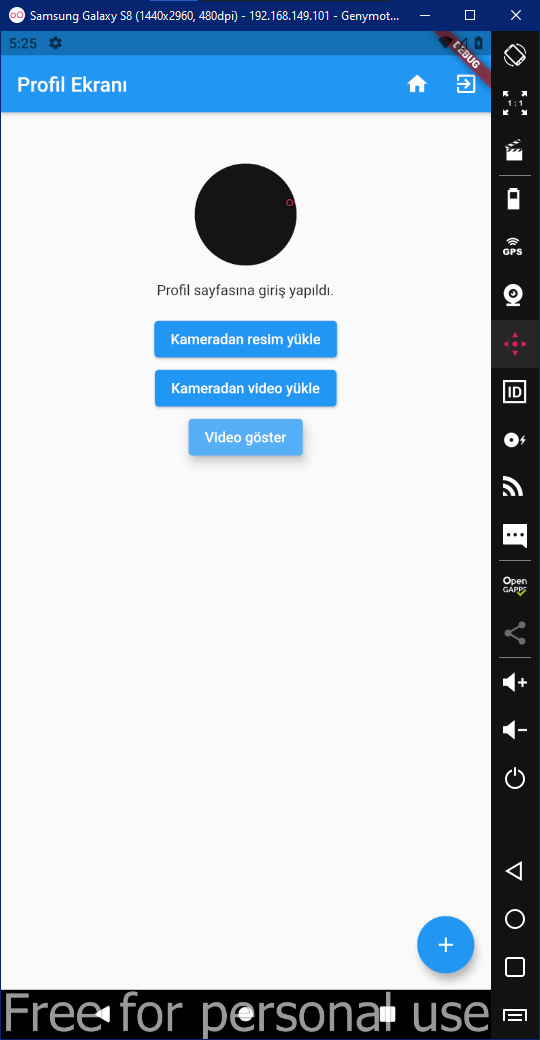 Samsung Galaxy S8 (1440x2960, 480dpi) - 192.168.149.101 - Genymot...
5:25
DEBUG
Profil Ekranı
1:1
GPS
Profil sayfasına giriş yapıldı.
Kameradan resim yükle
ID
Kameradan video yükle
Video göster
Open
GAPPS
Free for personal use